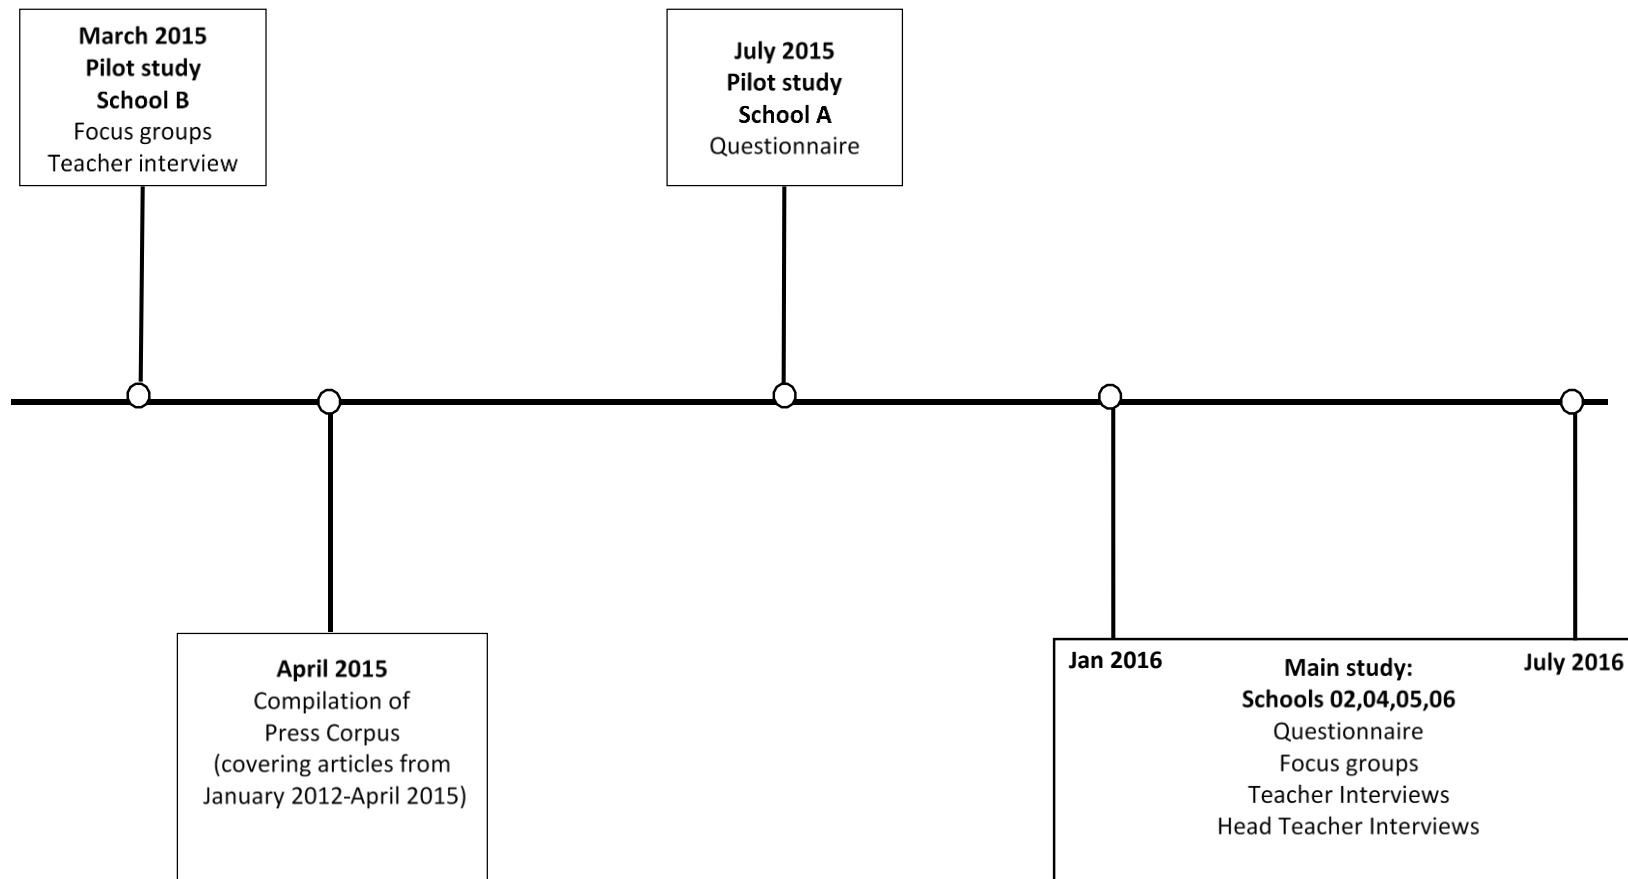 March 2015
Pilot study
School B
Focus groups
Teacher interview
July 2015
Pilot study
School A
Questionnaire
April 2015
Compilation of
Press Corpus
(covering articles from
January 2012-April 2015)
Jan 2016
Main study:
Schools 02,04,05,06
Questionnaire
Focus groups
Teacher Interviews
Head Teacher Interviews
July 2016